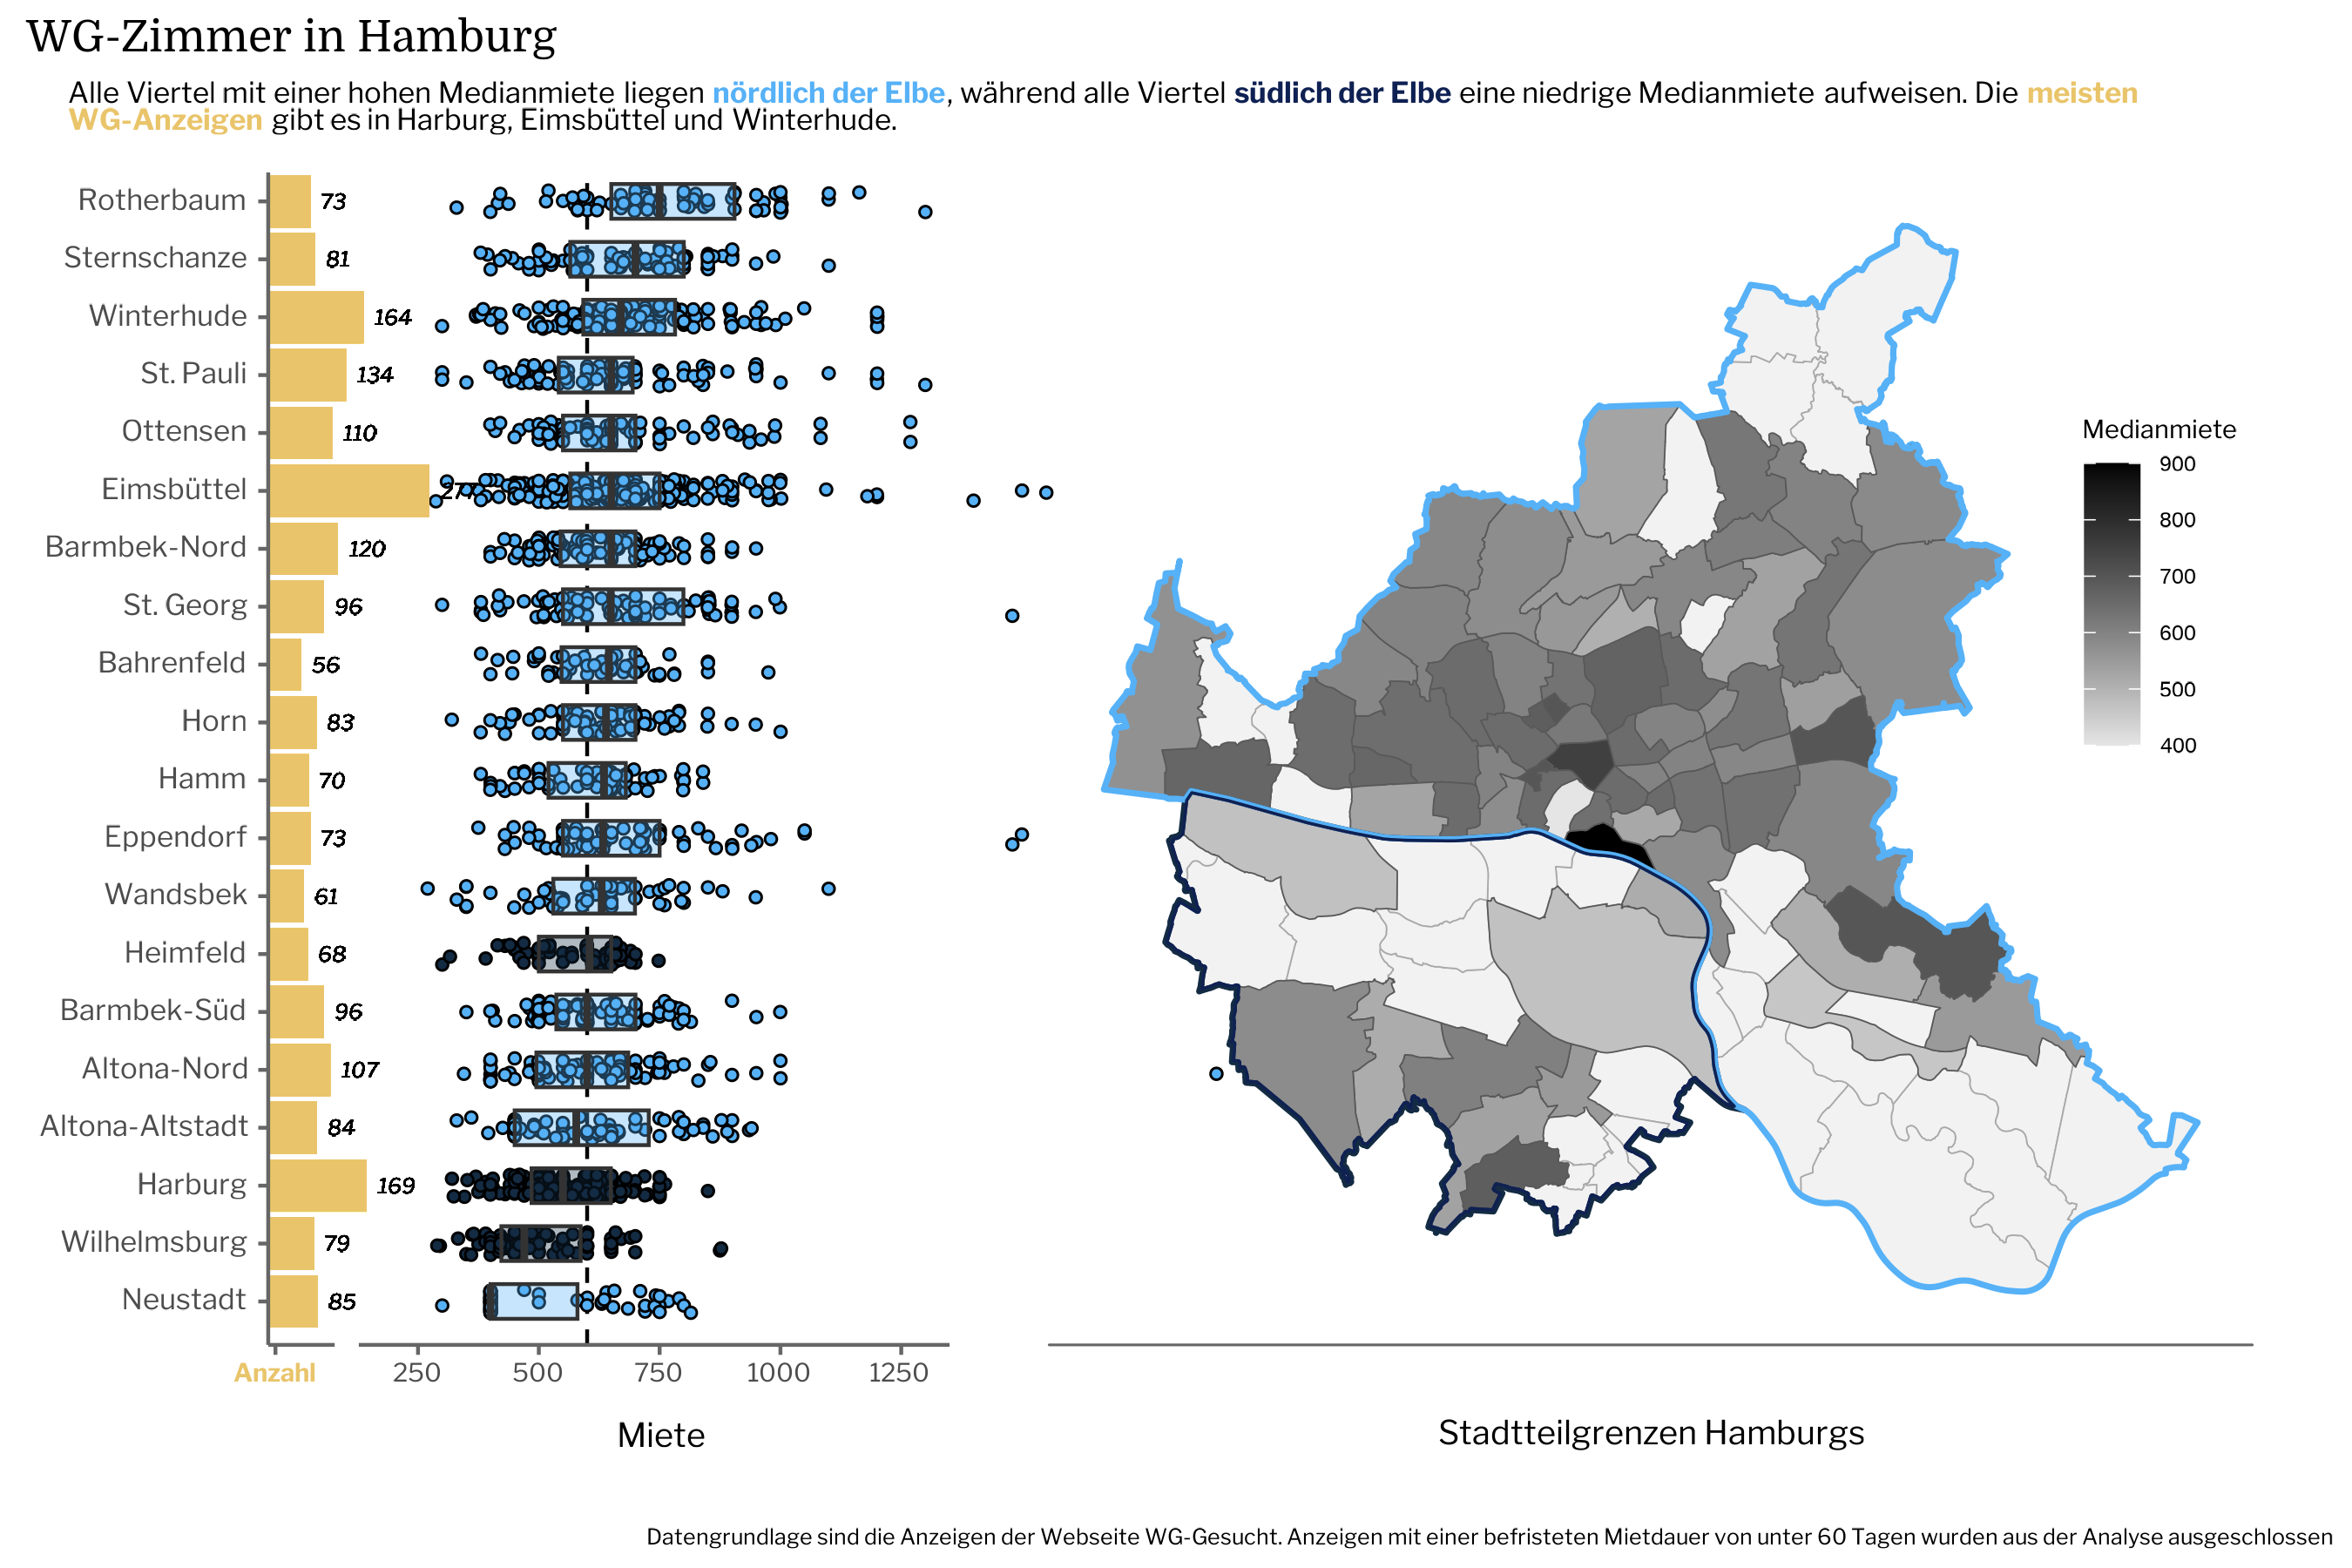 WG-Zimmer in Hamburg
Alle Viertel mit einer hohen Medianmiete liegen nördlich der Elbe, während alle Viertel südlich der Elbe eine niedrige Medianmiete aufweisen. Die meisten
WG-Anzeigen gibt es in Harburg, Eimsbüttel und Winterhude.
Rotherbaum 73
Sternschanze 81
Winterhude 164
St. Pauli 134
Ottensen 110
Eimsbüttel 277
Barmbek-Nord 120
St. Georg 96
Bahrenfeld 56
Horn 83
Hamm 70
Eppendorf 73
Wandsbek 61
Heimfeld 68
Barmbek-Süd 96
Altona-Nord 107
Altona-Altstadt 84
Harburg 169
Wilhelmsburg 79
Neustadt 85
Anzahl 250 500 750 1000 1250
Miete
Medianmiete
900
800
700
600
500
400
Stadtteilgrenzen Hamburgs
Datengrundlage sind die Anzeigen der Webseite WG-Gesucht. Anzeigen mit einer befristeten Mietdauer von unter 60 Tagen wurden aus der Analyse ausgeschlossen